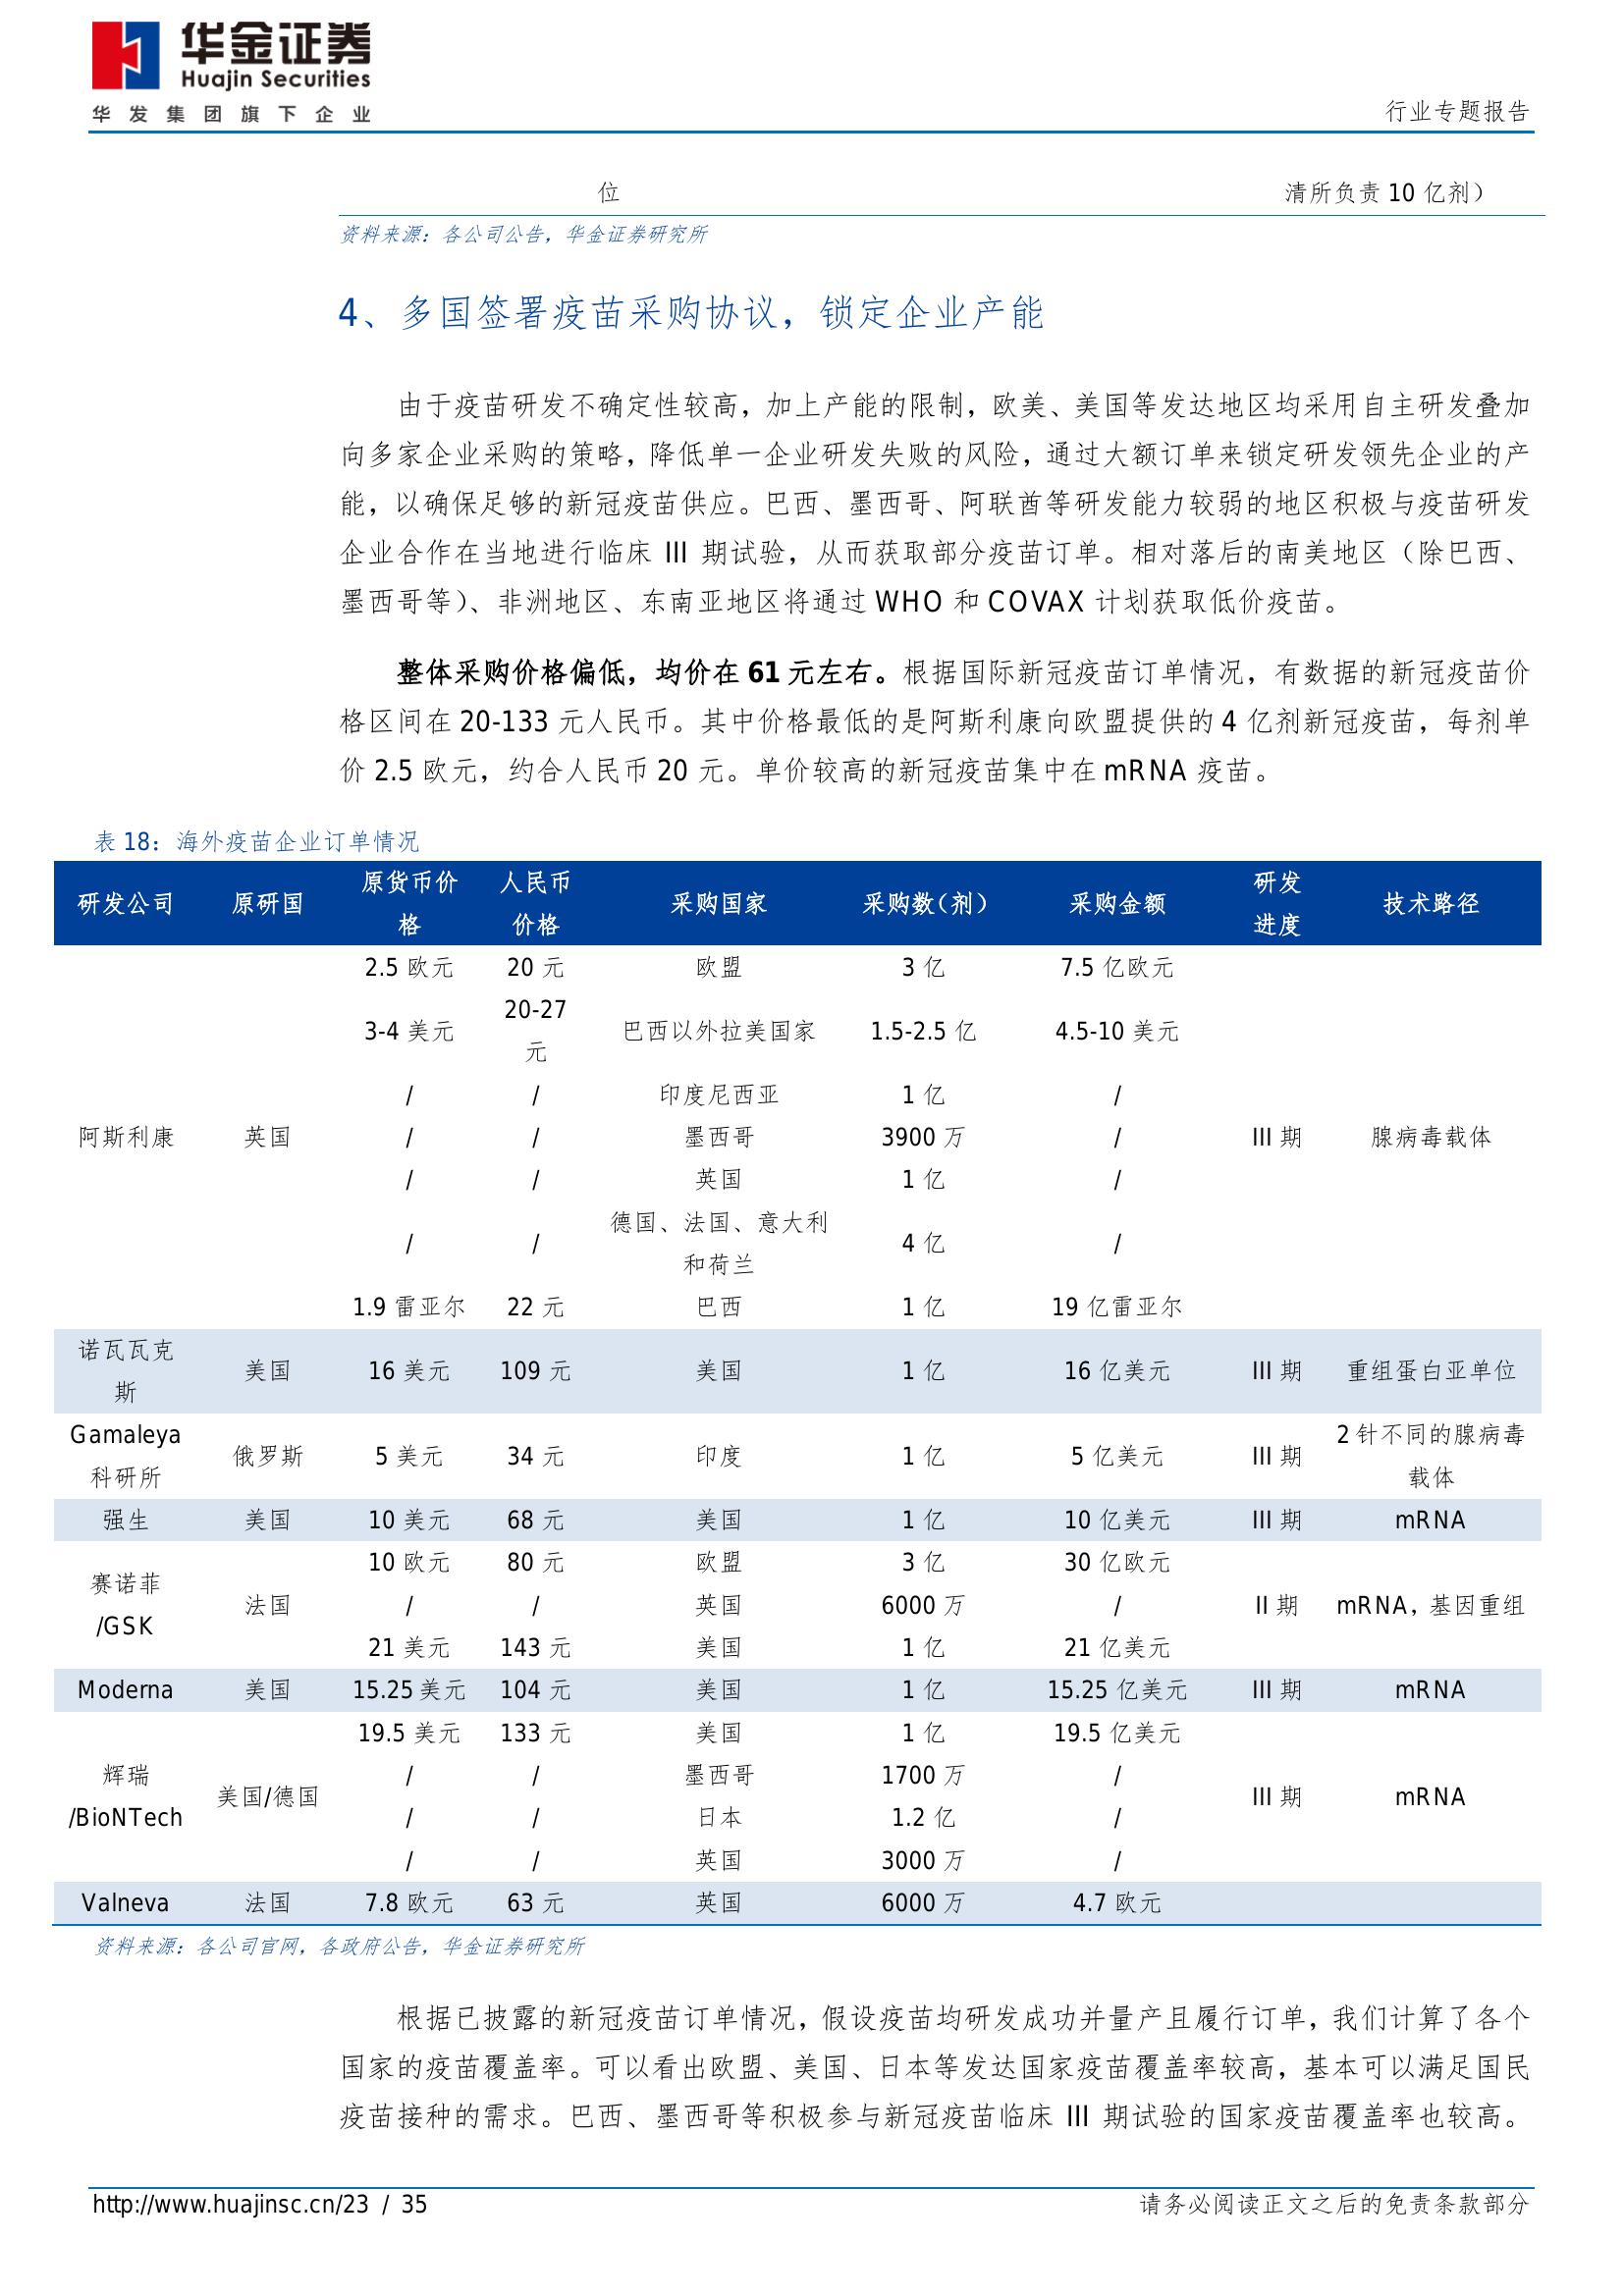 华金证券
Huajin Securities
华发集团旗下企业
行业专题报告
位 清所负责 10 亿剂）
资料来源：各公司公告，华金证券研究所
4、多国签署疫苗采购协议，锁定企业产能
由于疫苗研发不确定性较高，加上产能的限制，欧美、美国等发达地区均采用自主研发叠加
向多家企业采购的策略，降低单一企业研发失败的风险，通过大额订单来锁定研发领先企业的产
能，以确保足够的新冠疫苗供应。巴西、墨西哥、阿联酋等研发能力较弱的地区积极与疫苗研发
企业合作在当地进行临床 III 期试验，从而获取部分疫苗订单。相对落后的南美地区（除巴西、
墨西哥等）、非洲地区、东南亚地区将通过 WHO 和 COVAX 计划获取低价疫苗。
整体采购价格偏低，均价在 61 元左右。根据国际新冠疫苗订单情况，有数据的新冠疫苗价
格区间在 20-133 元人民币。其中价格最低的是阿斯利康向欧盟提供的 4 亿剂新冠疫苗，每剂单
价 2.5 欧元，约合人民币 20 元。单价较高的新冠疫苗集中在 mRNA 疫苗。
表 18：海外疫苗企业订单情况
研发公司 原研国 原货币价格 人民币价格 采购国家 采购数（剂） 采购金额 研发进度 技术路径
阿斯利康 英国 2.5 欧元 20 元 欧盟 3 亿 7.5 亿欧元 III 期 腺病毒载体
3-4 美元 20-27 元 巴西以外拉美国家 1.5-2.5 亿 4.5-10 美元
/ / 印度尼西亚 1 亿 /
/ / 墨西哥 3900 万 /
/ / 英国 1 亿 /
/ / 德国、法国、意大利和荷兰 4 亿 /
1.9 雷亚尔 22 元 巴西 1 亿 19 亿雷亚尔
诺瓦瓦克斯 美国 16 美元 109 元 美国 1 亿 16 亿美元 III 期 重组蛋白亚单位
Gamaleya 科研所 俄罗斯 5 美元 34 元 印度 1 亿 5 亿美元 III 期 2 针不同的腺病毒载体
强生 美国 10 美元 68 元 美国 1 亿 10 亿美元 III 期 mRNA
赛诺菲/GSK 法国 10 欧元 80 元 欧盟 3 亿 30 亿欧元 II 期 mRNA，基因重组
/ / 英国 6000 万 /
21 美元 143 元 美国 1 亿 21 亿美元
Moderna 美国 15.25 美元 104 元 美国 1 亿 15.25 亿美元 III 期 mRNA
辉瑞/BioNTech 美国/德国 19.5 美元 133 元 美国 1 亿 19.5 亿美元 III 期 mRNA
/ / 墨西哥 1700 万 /
/ / 日本 1.2 亿 /
/ / 英国 3000 万 /
Valneva 法国 7.8 欧元 63 元 英国 6000 万 4.7 欧元
资料来源：各公司官网，各政府公告，华金证券研究所
根据已披露的新冠疫苗订单情况，假设疫苗均研发成功并量产且履行订单，我们计算了各个
国家的疫苗覆盖率。可以看出欧盟、美国、日本等发达国家疫苗覆盖率较高，基本可以满足国民
疫苗接种的需求。巴西、墨西哥等积极参与新冠疫苗临床 III 期试验的国家疫苗覆盖率也较高。
http://www.huajinsc.cn/23 / 35
请务必阅读正文之后的免责条款部分